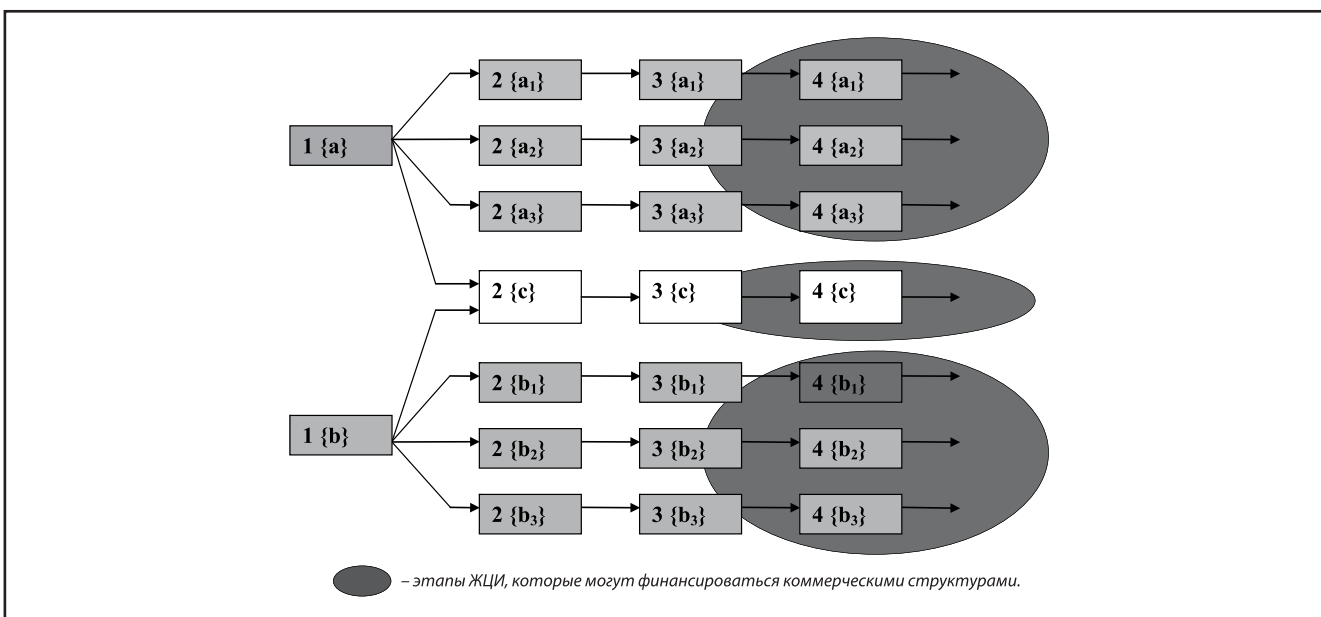 2 {a₁} 3 {a₁} 4 {a₁}
1 {a} 2 {a₂} 3 {a₂} 4 {a₂}
2 {a₃} 3 {a₃} 4 {a₃}
2 {c} 3 {c} 4 {c}
2 {b₁} 3 {b₁} 4 {b₁}
1 {b} 2 {b₂} 3 {b₂} 4 {b₂}
2 {b₃} 3 {b₃} 4 {b₃}
– этапы ЖЦИ, которые могут финансироваться коммерческими структурами.